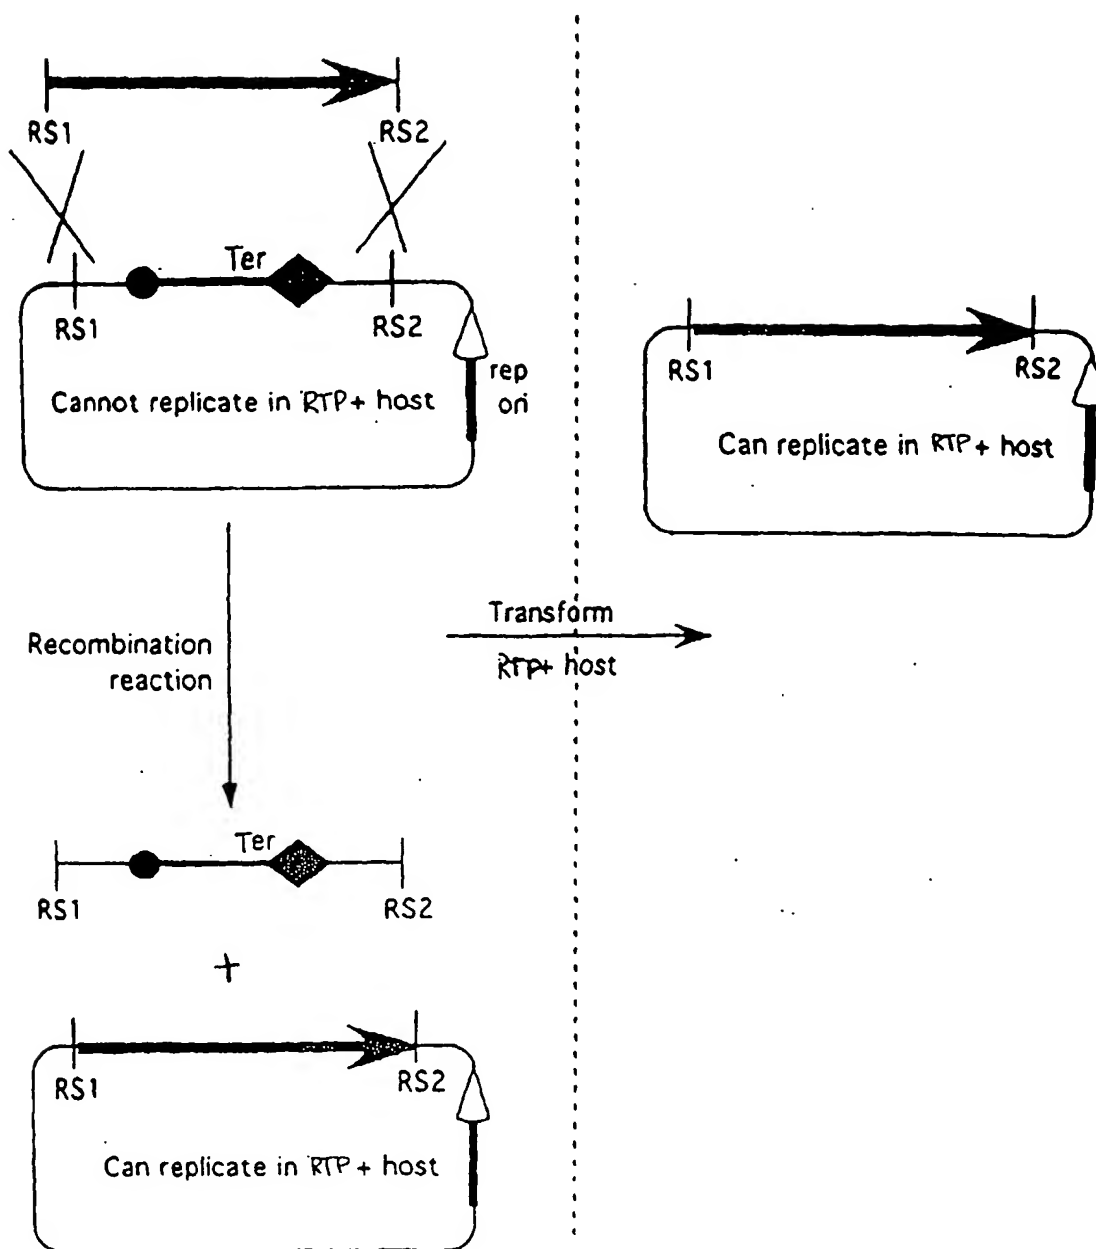 RS1
RS2
Ter
RS1
RS2
rep
ori
Cannot replicate in RTP+ host
RS1
RS2
Can replicate in RTP+ host
Recombination
reaction
Transform
RTP+ host
Ter
RS1
RS2
+
RS1
RS2
Can replicate in RTP+ host